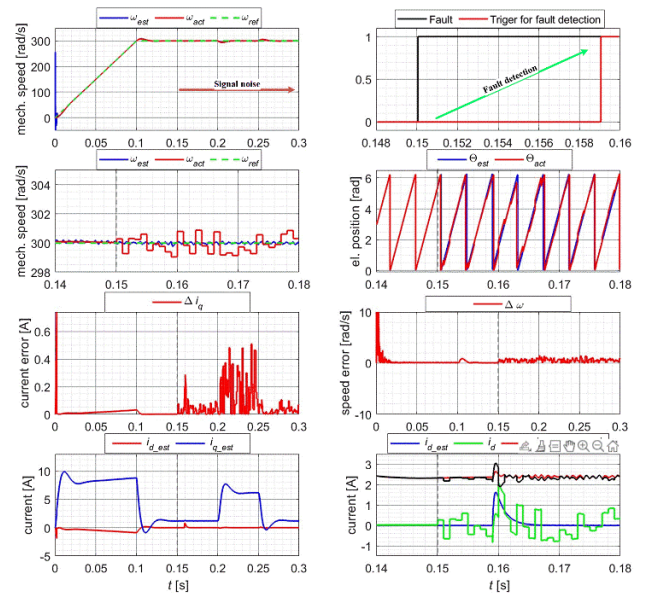 ω_est ω_act ω_ref
mech. speed [rad/s]
300
200
100
0
Signal noise
0 0.05 0.1 0.15 0.2 0.25 0.3
Fault Triger for fault detection
1
0.5
0
Fault detection
0.148 0.15 0.152 0.154 0.156 0.158 0.16
ω_est ω_act ω_ref
mech. speed [rad/s]
304
302
300
298
0.14 0.15 0.16 0.17 0.18
Θ_est Θ_act
el. position [rad]
6
4
2
0
0.14 0.15 0.16 0.17 0.18
Δ i_q
current error [A]
0.6
0.4
0.2
0
0 0.05 0.1 0.15 0.2 0.25 0.3
Δ ω
speed error [rad/s]
10
0
-10
0 0.05 0.1 0.15 0.2 0.25 0.3
i_d_est i_q_est
current [A]
10
5
0
-5
0 0.05 0.1 0.15 0.2 0.25 0.3
t [s]
i_d_est i_d
current [A]
3
2
1
0
-1
0.14 0.15 0.16 0.17 0.18
t [s]